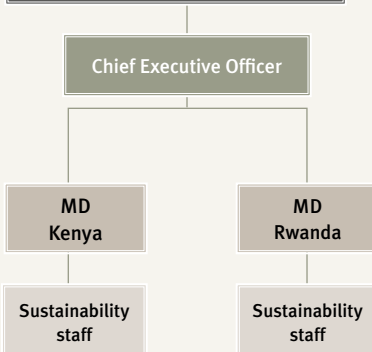 Chief Executive Officer
MD
Kenya
MD
Rwanda
Sustainability
staff
Sustainability
staff